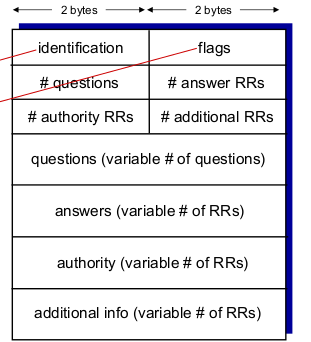 2 bytes 2 bytes
identification flags
# questions # answer RRs
# authority RRs # additional RRs
questions (variable # of questions)
answers (variable # of RRs)
authority (variable # of RRs)
additional info (variable # of RRs)